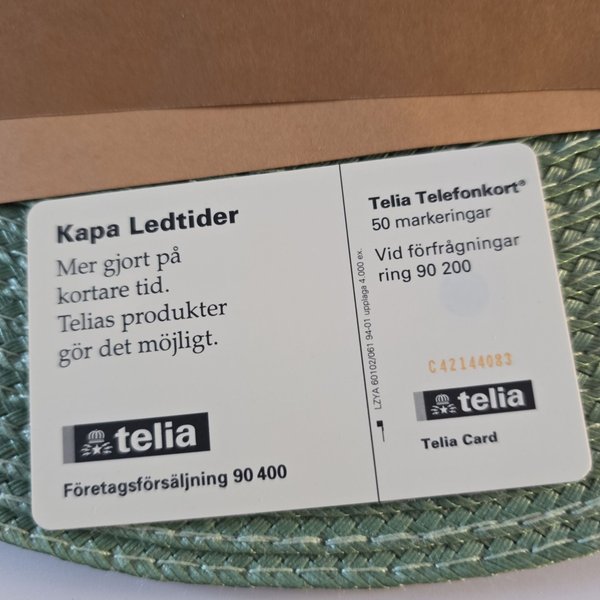 Kapa Ledtider
Mer gjort på
kortare tid.
Telias produkter
gör det möjligt.
telia
Företagsförsäljning 90 400
LZYA 60102/061 94-01 upplaga 4.000 ex.
Telia Telefonkort®
50 markeringar
Vid förfrågningar
ring 90 200
C42144083
telia
Telia Card